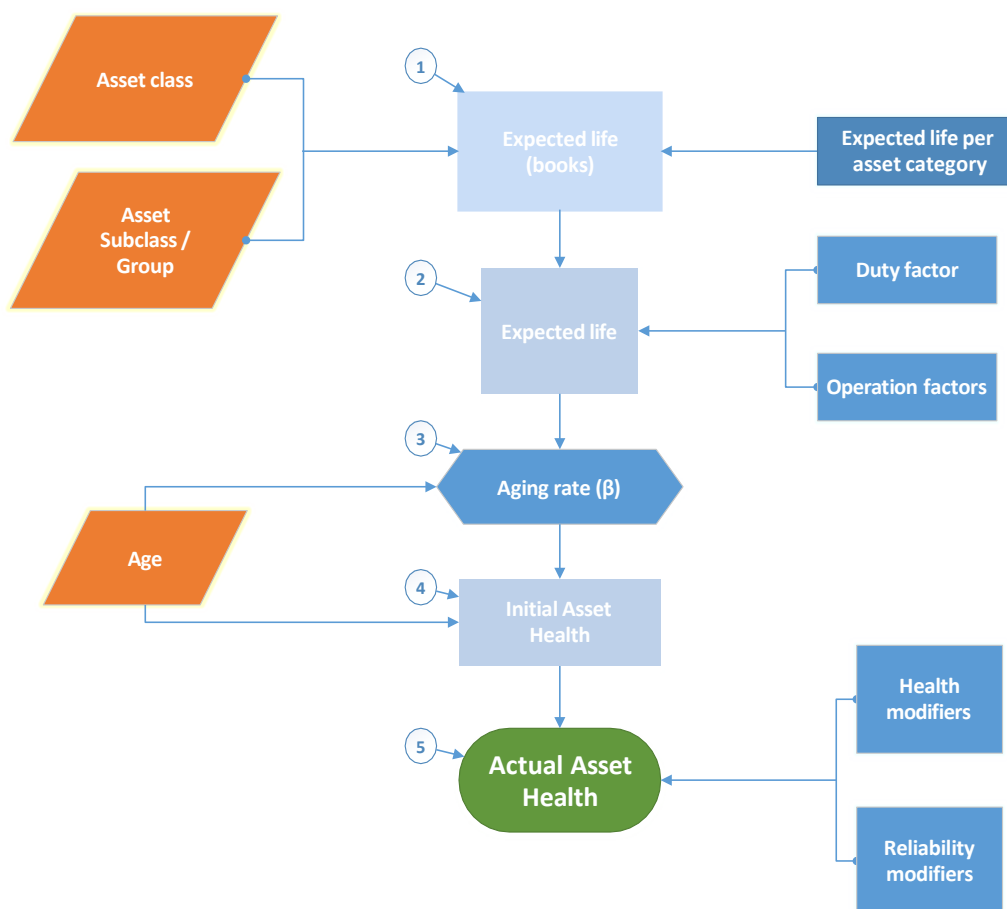 Asset class
1
Expected life
(books)
Expected life per
asset category
Asset
Subclass /
Group
2
Expected life
Duty factor
Operation factors
3
Aging rate (β)
Age
4
Initial Asset
Health
Health
modifiers
5
Actual Asset
Health
Reliability
modifiers